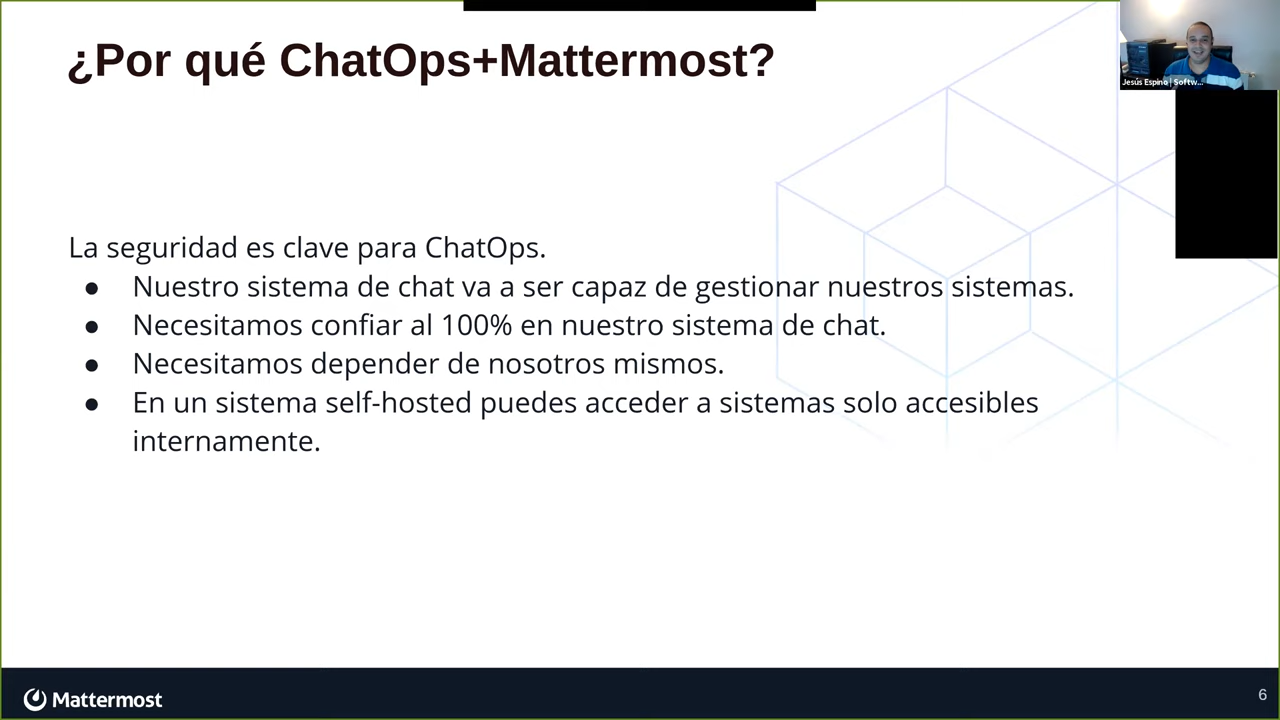 ¿Por qué ChatOps+Mattermost?
Jesús Espino | Softw...
La seguridad es clave para ChatOps.
● Nuestro sistema de chat va a ser capaz de gestionar nuestros sistemas.
● Necesitamos confiar al 100% en nuestro sistema de chat.
● Necesitamos depender de nosotros mismos.
● En un sistema self-hosted puedes acceder a sistemas solo accesibles
internamente.
Mattermost
6